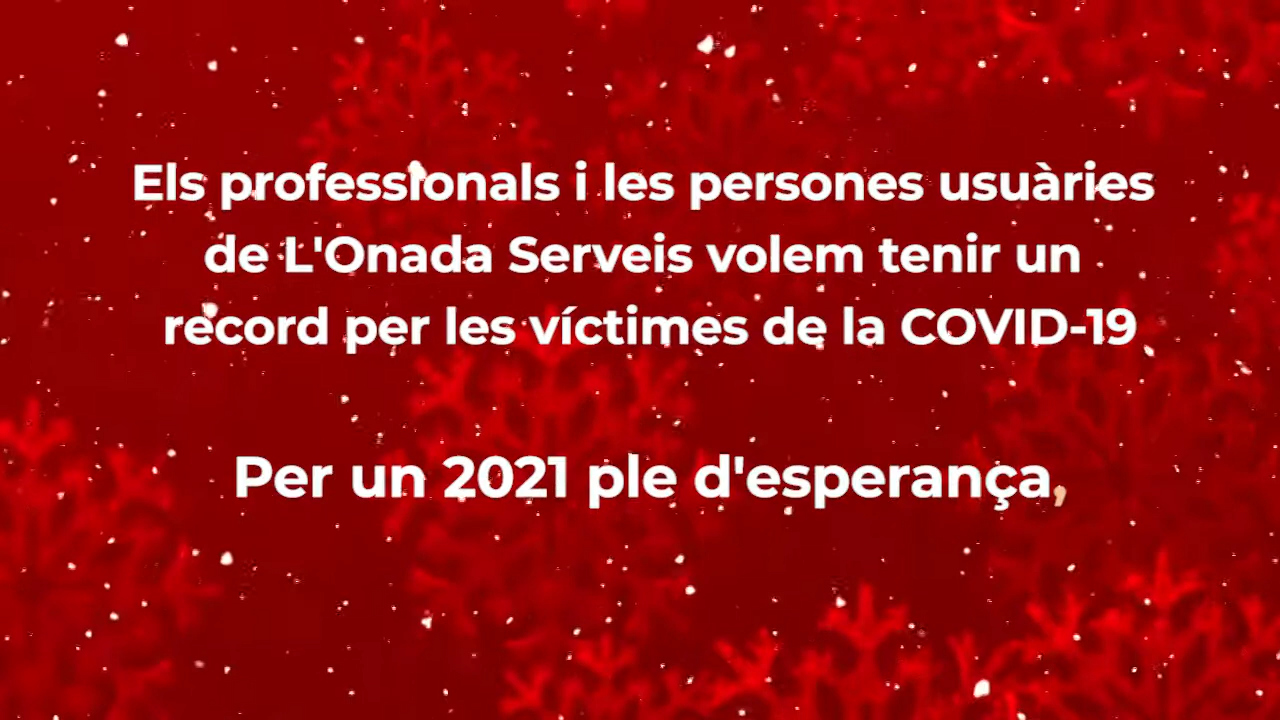 Els professionals i les persones usuàries
de L'Onada Serveis volem tenir un
record per les víctimes de la COVID-19
Per un 2021 ple d'esperança,